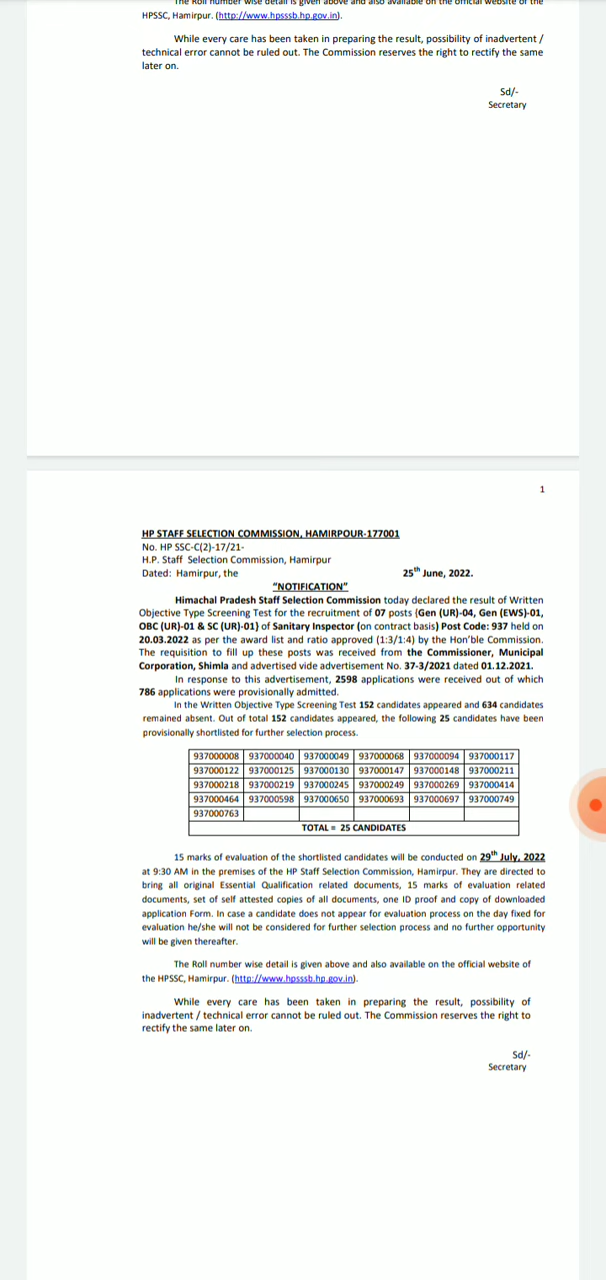 The Roll number wise detail is given above and also available on the official website of the
HPSSC, Hamirpur. (http://www.hpsssb.hp.gov.in).
While every care has been taken in preparing the result, possibility of inadvertent /
technical error cannot be ruled out. The Commission reserves the right to rectify the same
later on.
Sd/-
Secretary
1
HP STAFF SELECTION COMMISSION, HAMIRPOUR-177001
No. HP SSC-C(2)-17/21-
H.P. Staff Selection Commission, Hamirpur
Dated: Hamirpur, the 25th June, 2022.
"NOTIFICATION"
Himachal Pradesh Staff Selection Commission today declared the result of Written
Objective Type Screening Test for the recruitment of 07 posts {Gen (UR)-04, Gen (EWS)-01,
OBC (UR)-01 & SC (UR)-01} of Sanitary Inspector (on contract basis) Post Code: 937 held on
20.03.2022 as per the award list and ratio approved (1:3/1:4) by the Hon'ble Commission.
The requisition to fill up these posts was received from the Commissioner, Municipal
Corporation, Shimla and advertised vide advertisement No. 37-3/2021 dated 01.12.2021.
In response to this advertisement, 2598 applications were received out of which
786 applications were provisionally admitted.
In the Written Objective Type Screening Test 152 candidates appeared and 634 candidates
remained absent. Out of total 152 candidates appeared, the following 25 candidates have been
provisionally shortlisted for further selection process.
937000008 937000040 937000049 937000068 937000094 937000117
937000122 937000125 937000130 937000147 937000148 937000211
937000218 937000219 937000245 937000249 937000269 937000414
937000464 937000598 937000650 937000693 937000697 937000749
937000763
TOTAL = 25 CANDIDATES
15 marks of evaluation of the shortlisted candidates will be conducted on 29th July, 2022
at 9:30 AM in the premises of the HP Staff Selection Commission, Hamirpur. They are directed to
bring all original Essential Qualification related documents, 15 marks of evaluation related
documents, set of self attested copies of all documents, one ID proof and copy of downloaded
application Form. In case a candidate does not appear for evaluation process on the day fixed for
evaluation he/she will not be considered for further selection process and no further opportunity
will be given thereafter.
The Roll number wise detail is given above and also available on the official website of
the HPSSC, Hamirpur. (http://www.hpsssb.hp.gov.in).
While every care has been taken in preparing the result, possibility of
inadvertent / technical error cannot be ruled out. The Commission reserves the right to
rectify the same later on.
Sd/-
Secretary